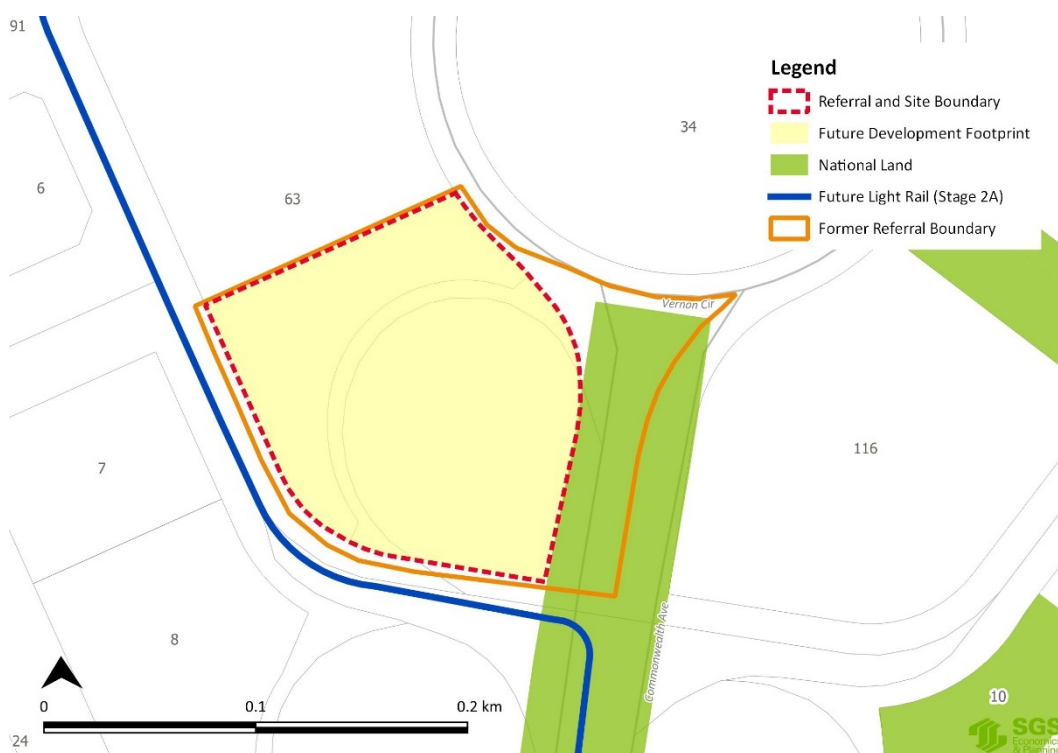 91
34
Legend
Referral and Site Boundary
Future Development Footprint
National Land
Future Light Rail (Stage 2A)
Former Referral Boundary
6
63
Vernon Cir
116
7
8
Commonwealth Ave
0
0.1
0.2 km
10
24
SGS
Economics
& Planning